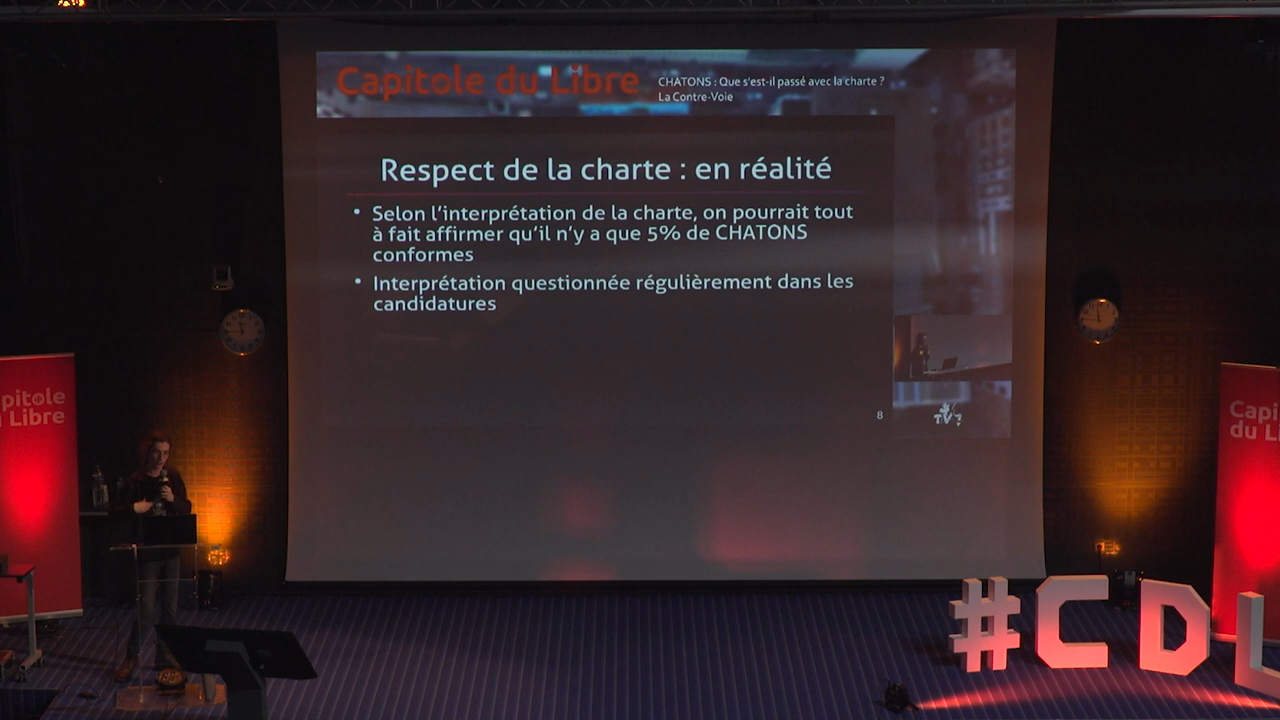 Capitole du Libre
CHATONS : Que s'est-il passé avec la charte ?
La Contre-Voie
Respect de la charte : en réalité
• Selon l'interprétation de la charte, on pourrait tout
à fait affirmer qu'il n'y a que 5% de CHATONS
conformes
• Interprétation questionnée régulièrement dans les
candidatures
8
pitole
u Libre
Capi
du Li
#CDL